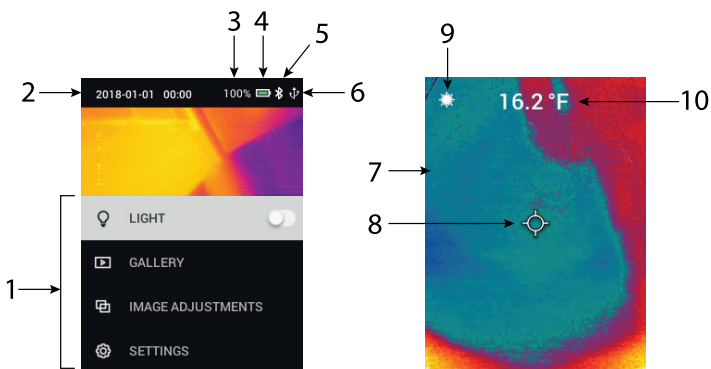 3 4 5
2 2018-01-01 00:00 100% 6
LIGHT
GALLERY
1
IMAGE ADJUSTMENTS
SETTINGS
9
16.2 °F 10
7
8